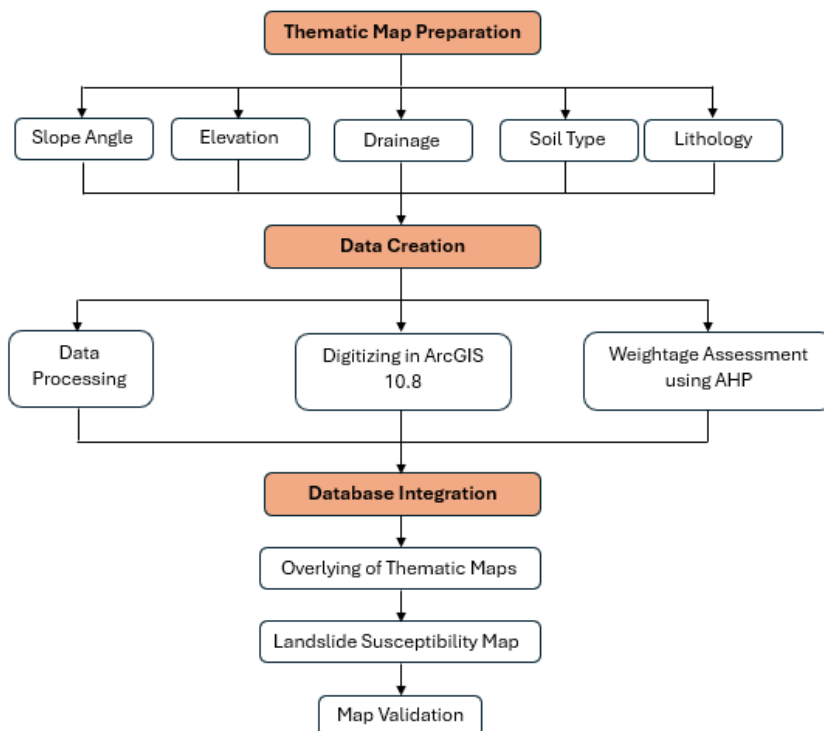 Thematic Map Preparation
Slope Angle
Elevation
Drainage
Soil Type
Lithology
Data Creation
Data
Processing
Digitizing in ArcGIS
10.8
Weightage Assessment
using AHP
Database Integration
Overlying of Thematic Maps
Landslide Susceptibility Map
Map Validation